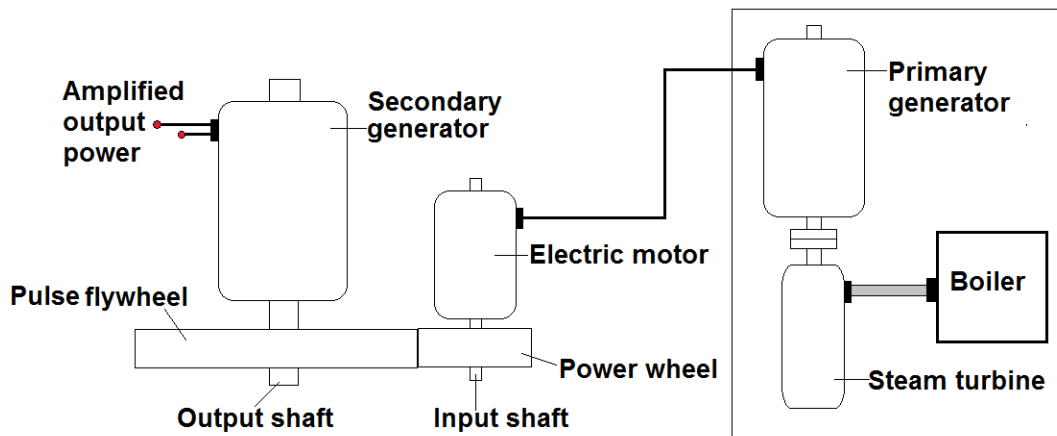 Amplified
output
power
Secondary
generator
Primary
generator
Electric motor
Boiler
Pulse flywheel
Power wheel
Steam turbine
Output shaft
Input shaft